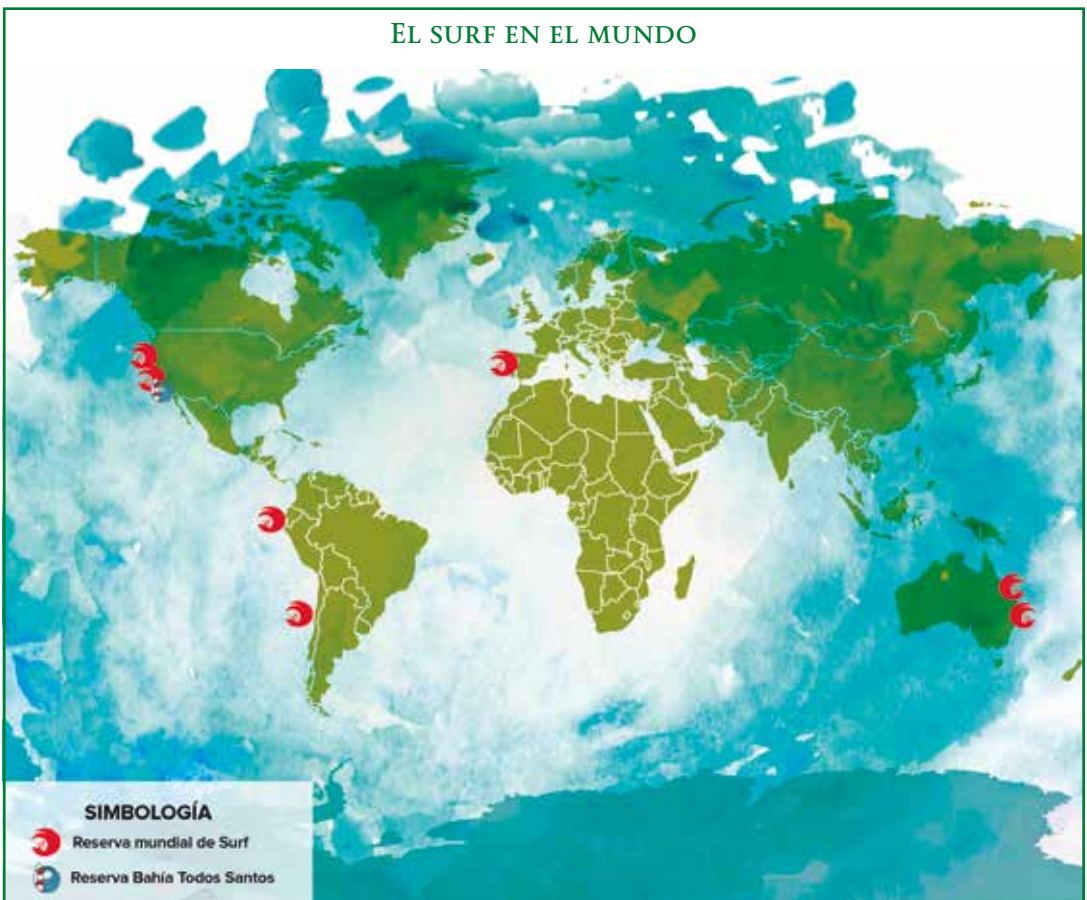 EL SURF EN EL MUNDO
SIMBOLOGÍA
Reserva mundial de Surf
Reserva Bahía Todos Santos